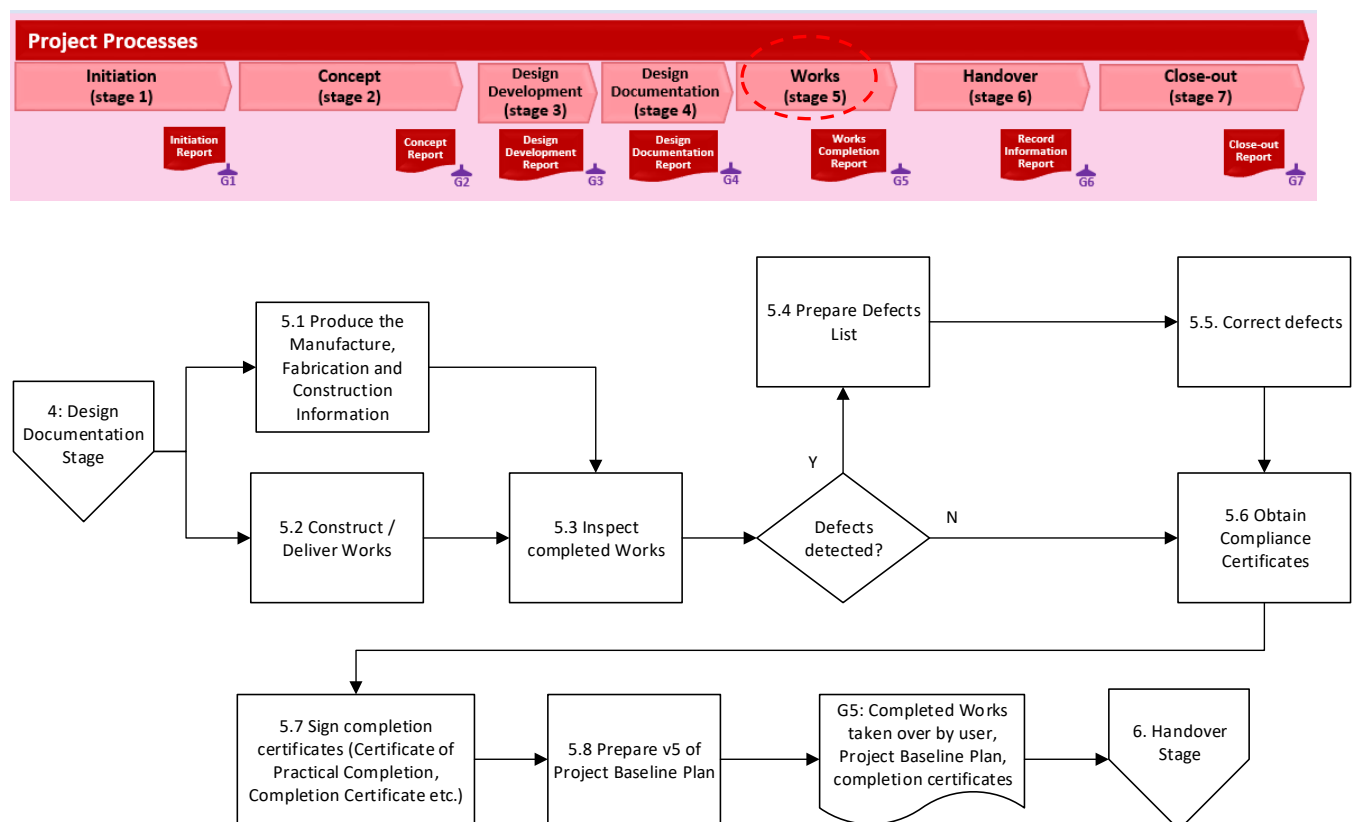 Project Processes
Initiation
(stage 1)
Concept
(stage 2)
Design
Development
(stage 3)
Design
Documentation
(stage 4)
Works
(stage 5)
Handover
(stage 6)
Close-out
(stage 7)
Initiation
Report
G1
Concept
Report
G2
Design
Development
Report
G3
Design
Documentation
Report
G4
Works
Completion
Report
G5
Record
Information
Report
G6
Close-out
Report
G7
4: Design
Documentation
Stage
5.1 Produce the
Manufacture,
Fabrication and
Construction
Information
5.2 Construct /
Deliver Works
5.3 Inspect
completed Works
Defects
detected?
Y
N
5.4 Prepare Defects
List
5.5. Correct defects
5.6 Obtain
Compliance
Certificates
5.7 Sign completion
certificates (Certificate of
Practical Completion,
Completion Certificate etc.)
5.8 Prepare v5 of
Project Baseline Plan
G5: Completed Works
taken over by user,
Project Baseline Plan,
completion certificates
6. Handover
Stage